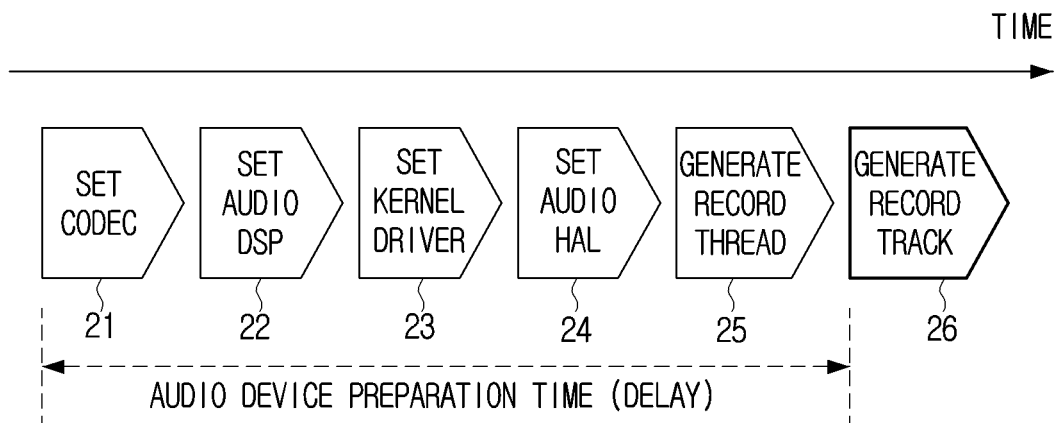 TIME
SET
CODEC
SET
AUDIO
DSP
SET
KERNEL
DRIVER
SET
AUDIO
HAL
GENERATE
RECORD
THREAD
GENERATE
RECORD
TRACK
21
22
23
24
25
26
AUDIO DEVICE PREPARATION TIME (DELAY)